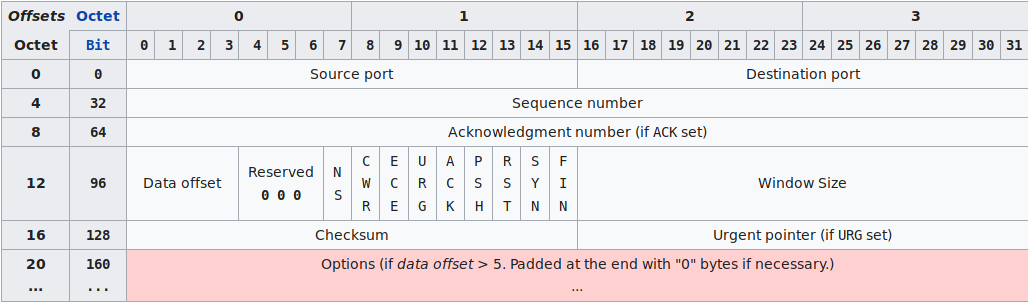 Offsets Octet 0 1 2 3
Octet Bit 0 1 2 3 4 5 6 7 8 9 10 11 12 13 14 15 16 17 18 19 20 21 22 23 24 25 26 27 28 29 30 31
0 0 Source port Destination port
4 32 Sequence number
8 64 Acknowledgment number (if ACK set)
12 96 Data offset Reserved 0 0 0 NS CWR ECE URG ACK PSH RST SYN FIN Window Size
16 128 Checksum Urgent pointer (if URG set)
20 160 Options (if data offset > 5. Padded at the end with "0" bytes if necessary.)
... ... ...